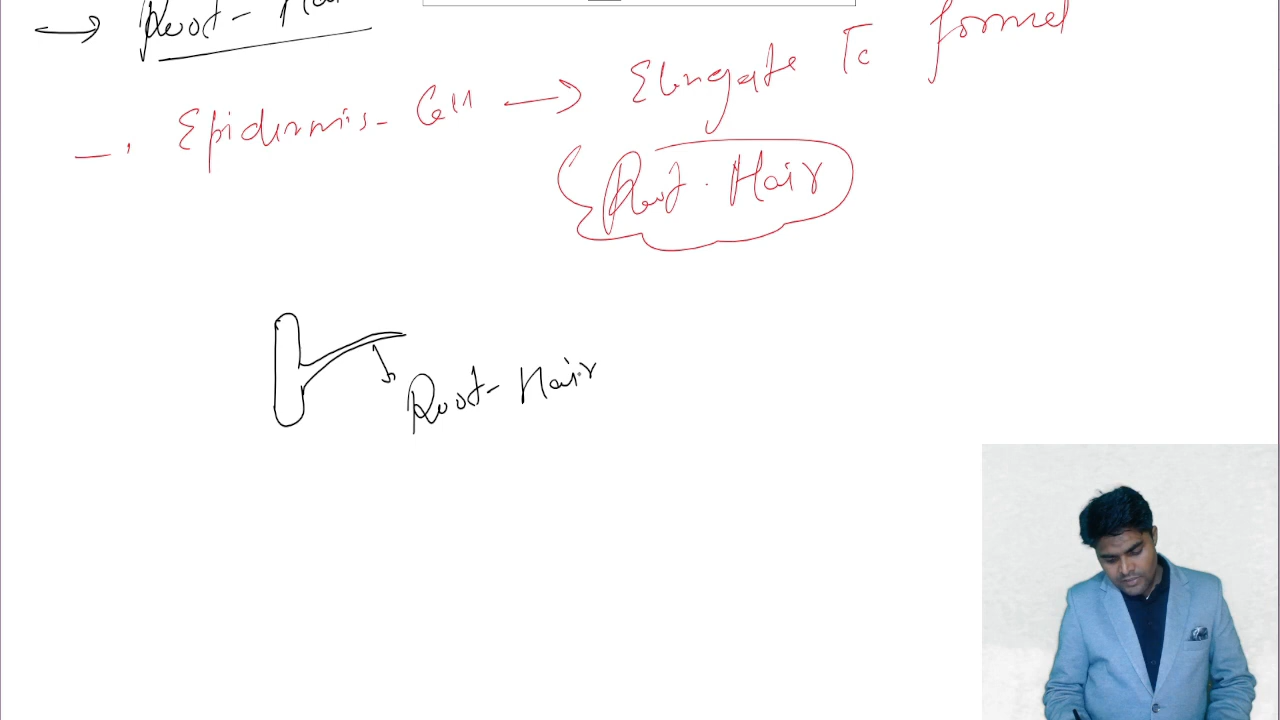 → Root - Hair
—. Epidermis - Cell → Elongate To formed
Root. Hair
Root - Hair